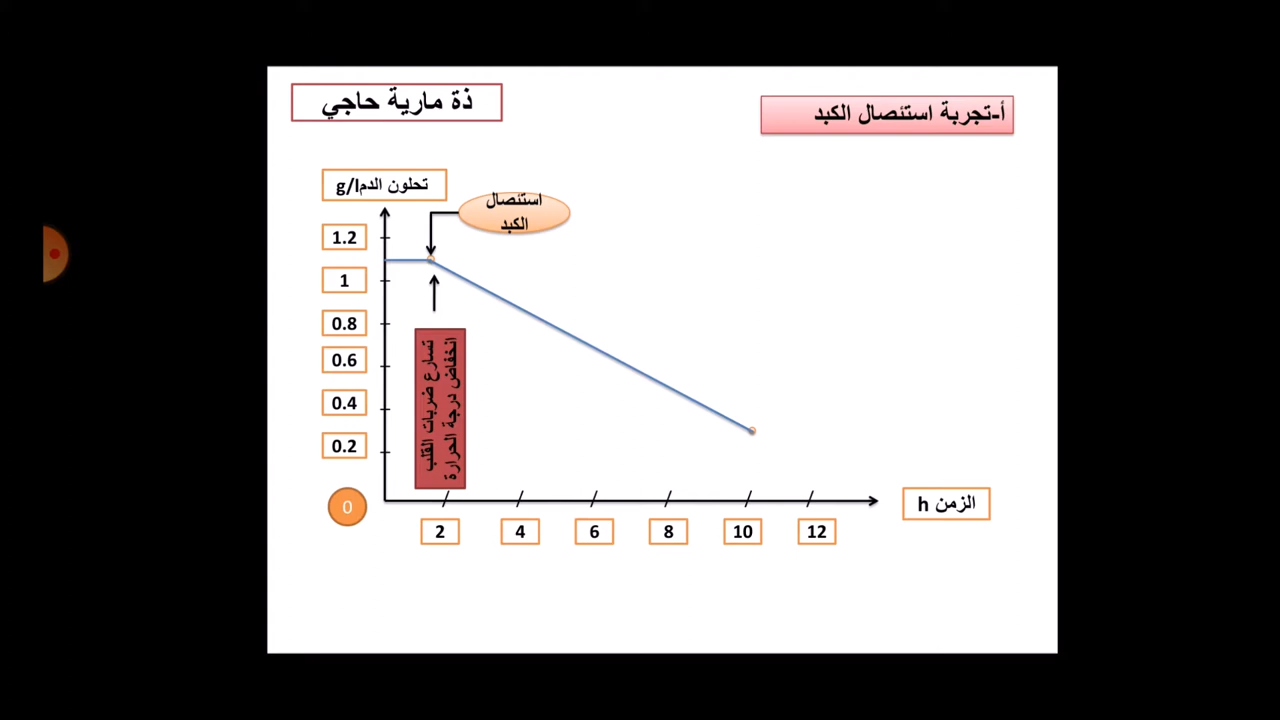 ذة مارية حاجي
أ-تجربة استئصال الكبد
تحلون الدمg/l
استئصال
الكبد
1.2
1
0.8
0.6
0.4
0.2
0
تسارع ضربات القلب
انخفاض درجة الحرارة
2
4
6
8
10
12
الزمن h